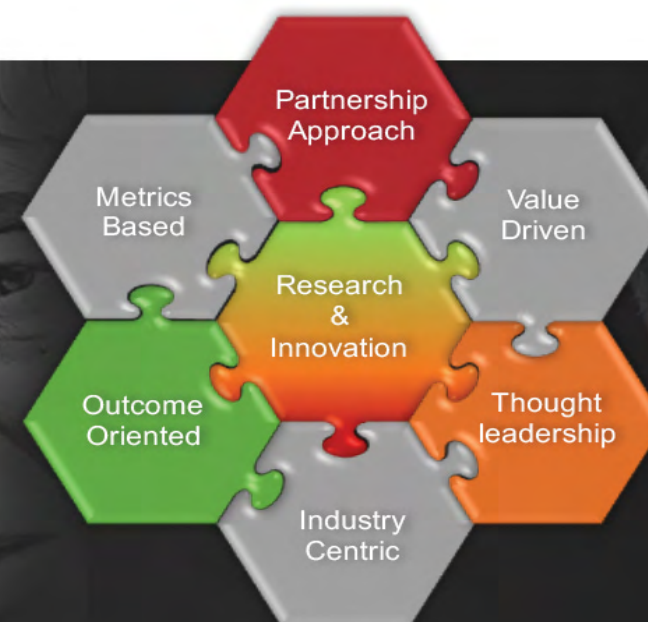 Partnership
Approach
Metrics
Based
Value
Driven
Research
&
Innovation
Outcome
Oriented
Thought
leadership
Industry
Centric